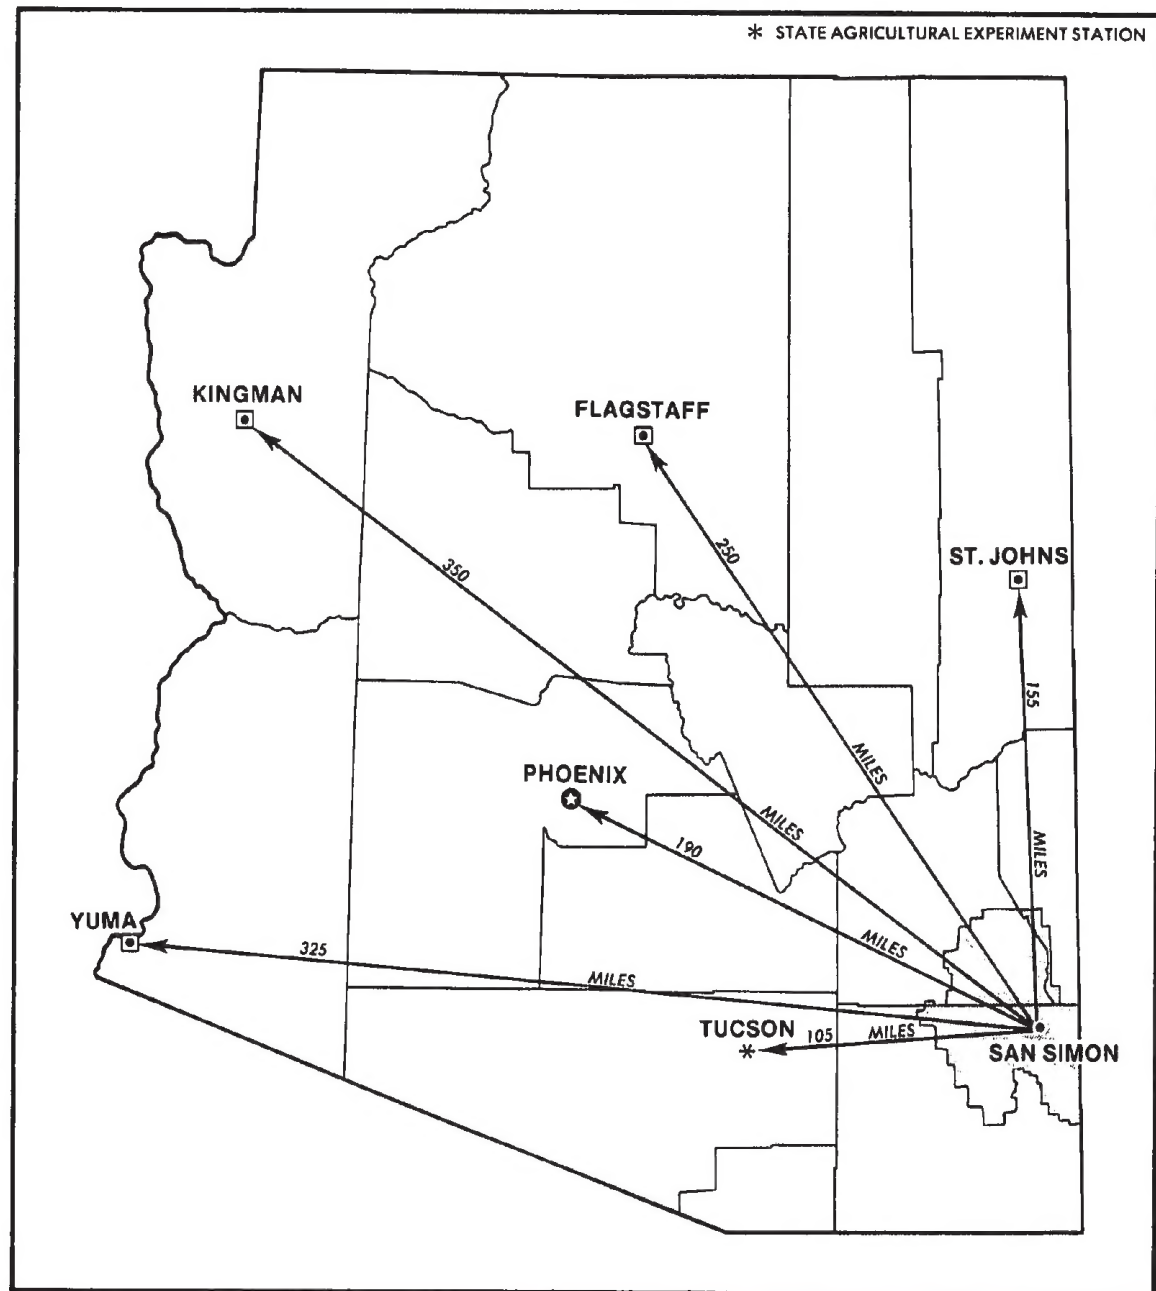 * STATE AGRICULTURAL EXPERIMENT STATION
KINGMAN
FLAGSTAFF
350
250
ST. JOHNS
155
MILES
PHOENIX
MILES
190
MILES
YUMA
325
MILES
MILES
TUCSON
105
MILES
SAN SIMON